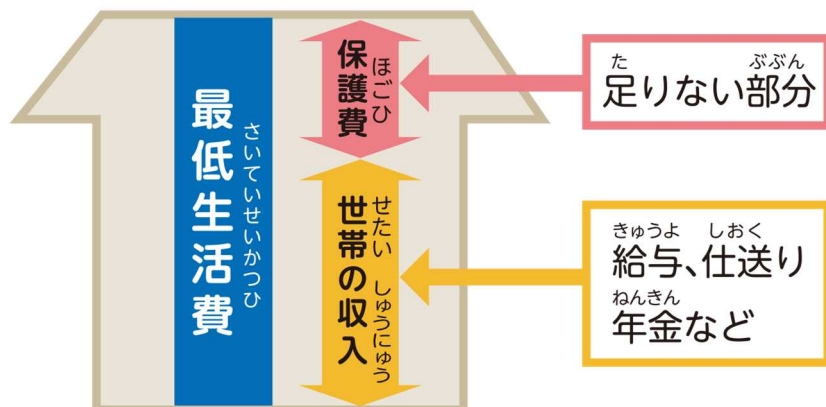 最低生活費
さいていせいかつひ
保護費
ほごひ
世帯の収入
せたい しゅうにゅう
た ぶぶん
足りない部分
きゅうよ しおく
給与、仕送り
ねんきん
年金など